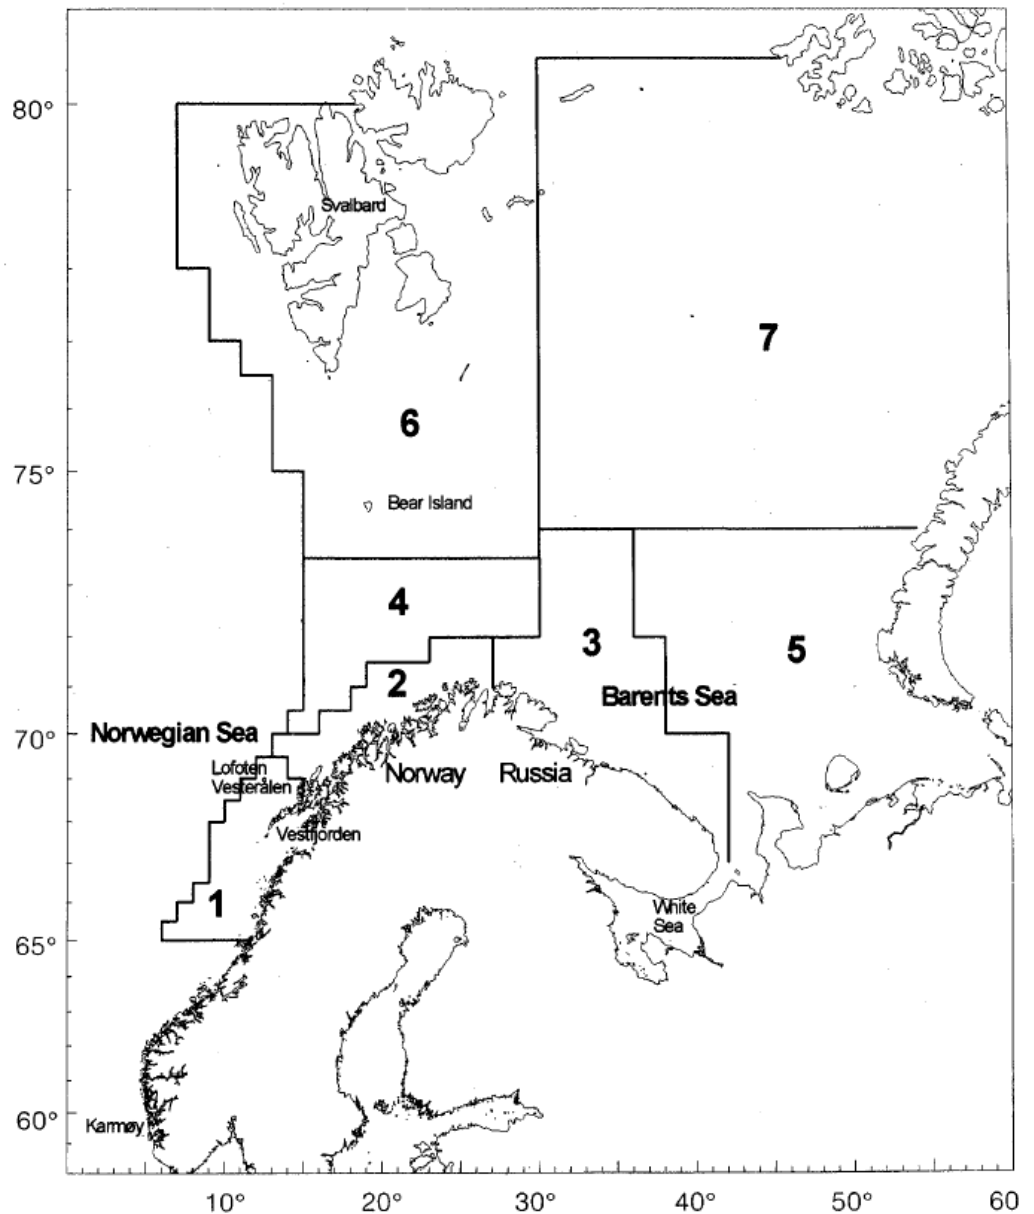 80°
Svalbard
7
6
75°
Bear Island
4
3
5
2
Barents Sea
Norwegian Sea
70°
Lofoten
Vesterålen
Norway
Russia
Vestfjorden
1
White
Sea
65°
60°
Karmøy
10°
20°
30°
40°
50°
60